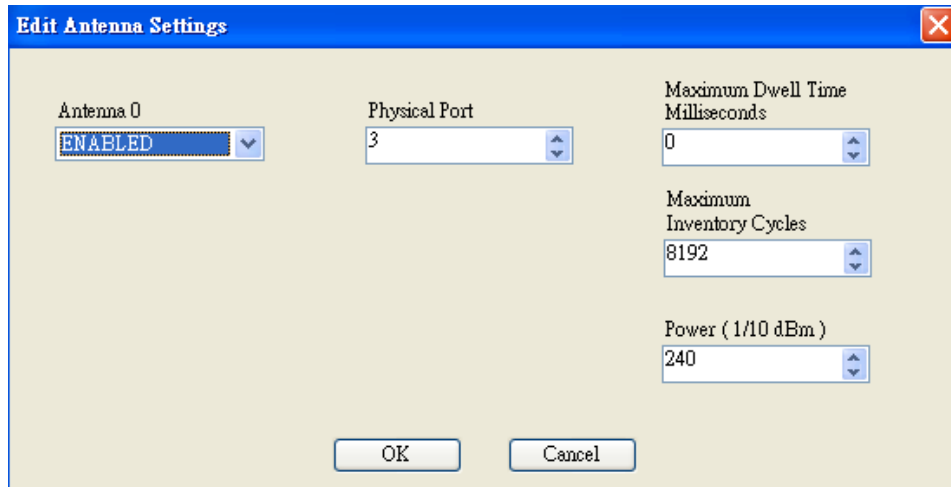 Edit Antenna Settings
Antenna 0
ENABLED
Physical Port
3
Maximum Dwell Time
Milliseconds
0
Maximum
Inventory Cycles
8192
Power ( 1/10 dBm )
240
OK
Cancel